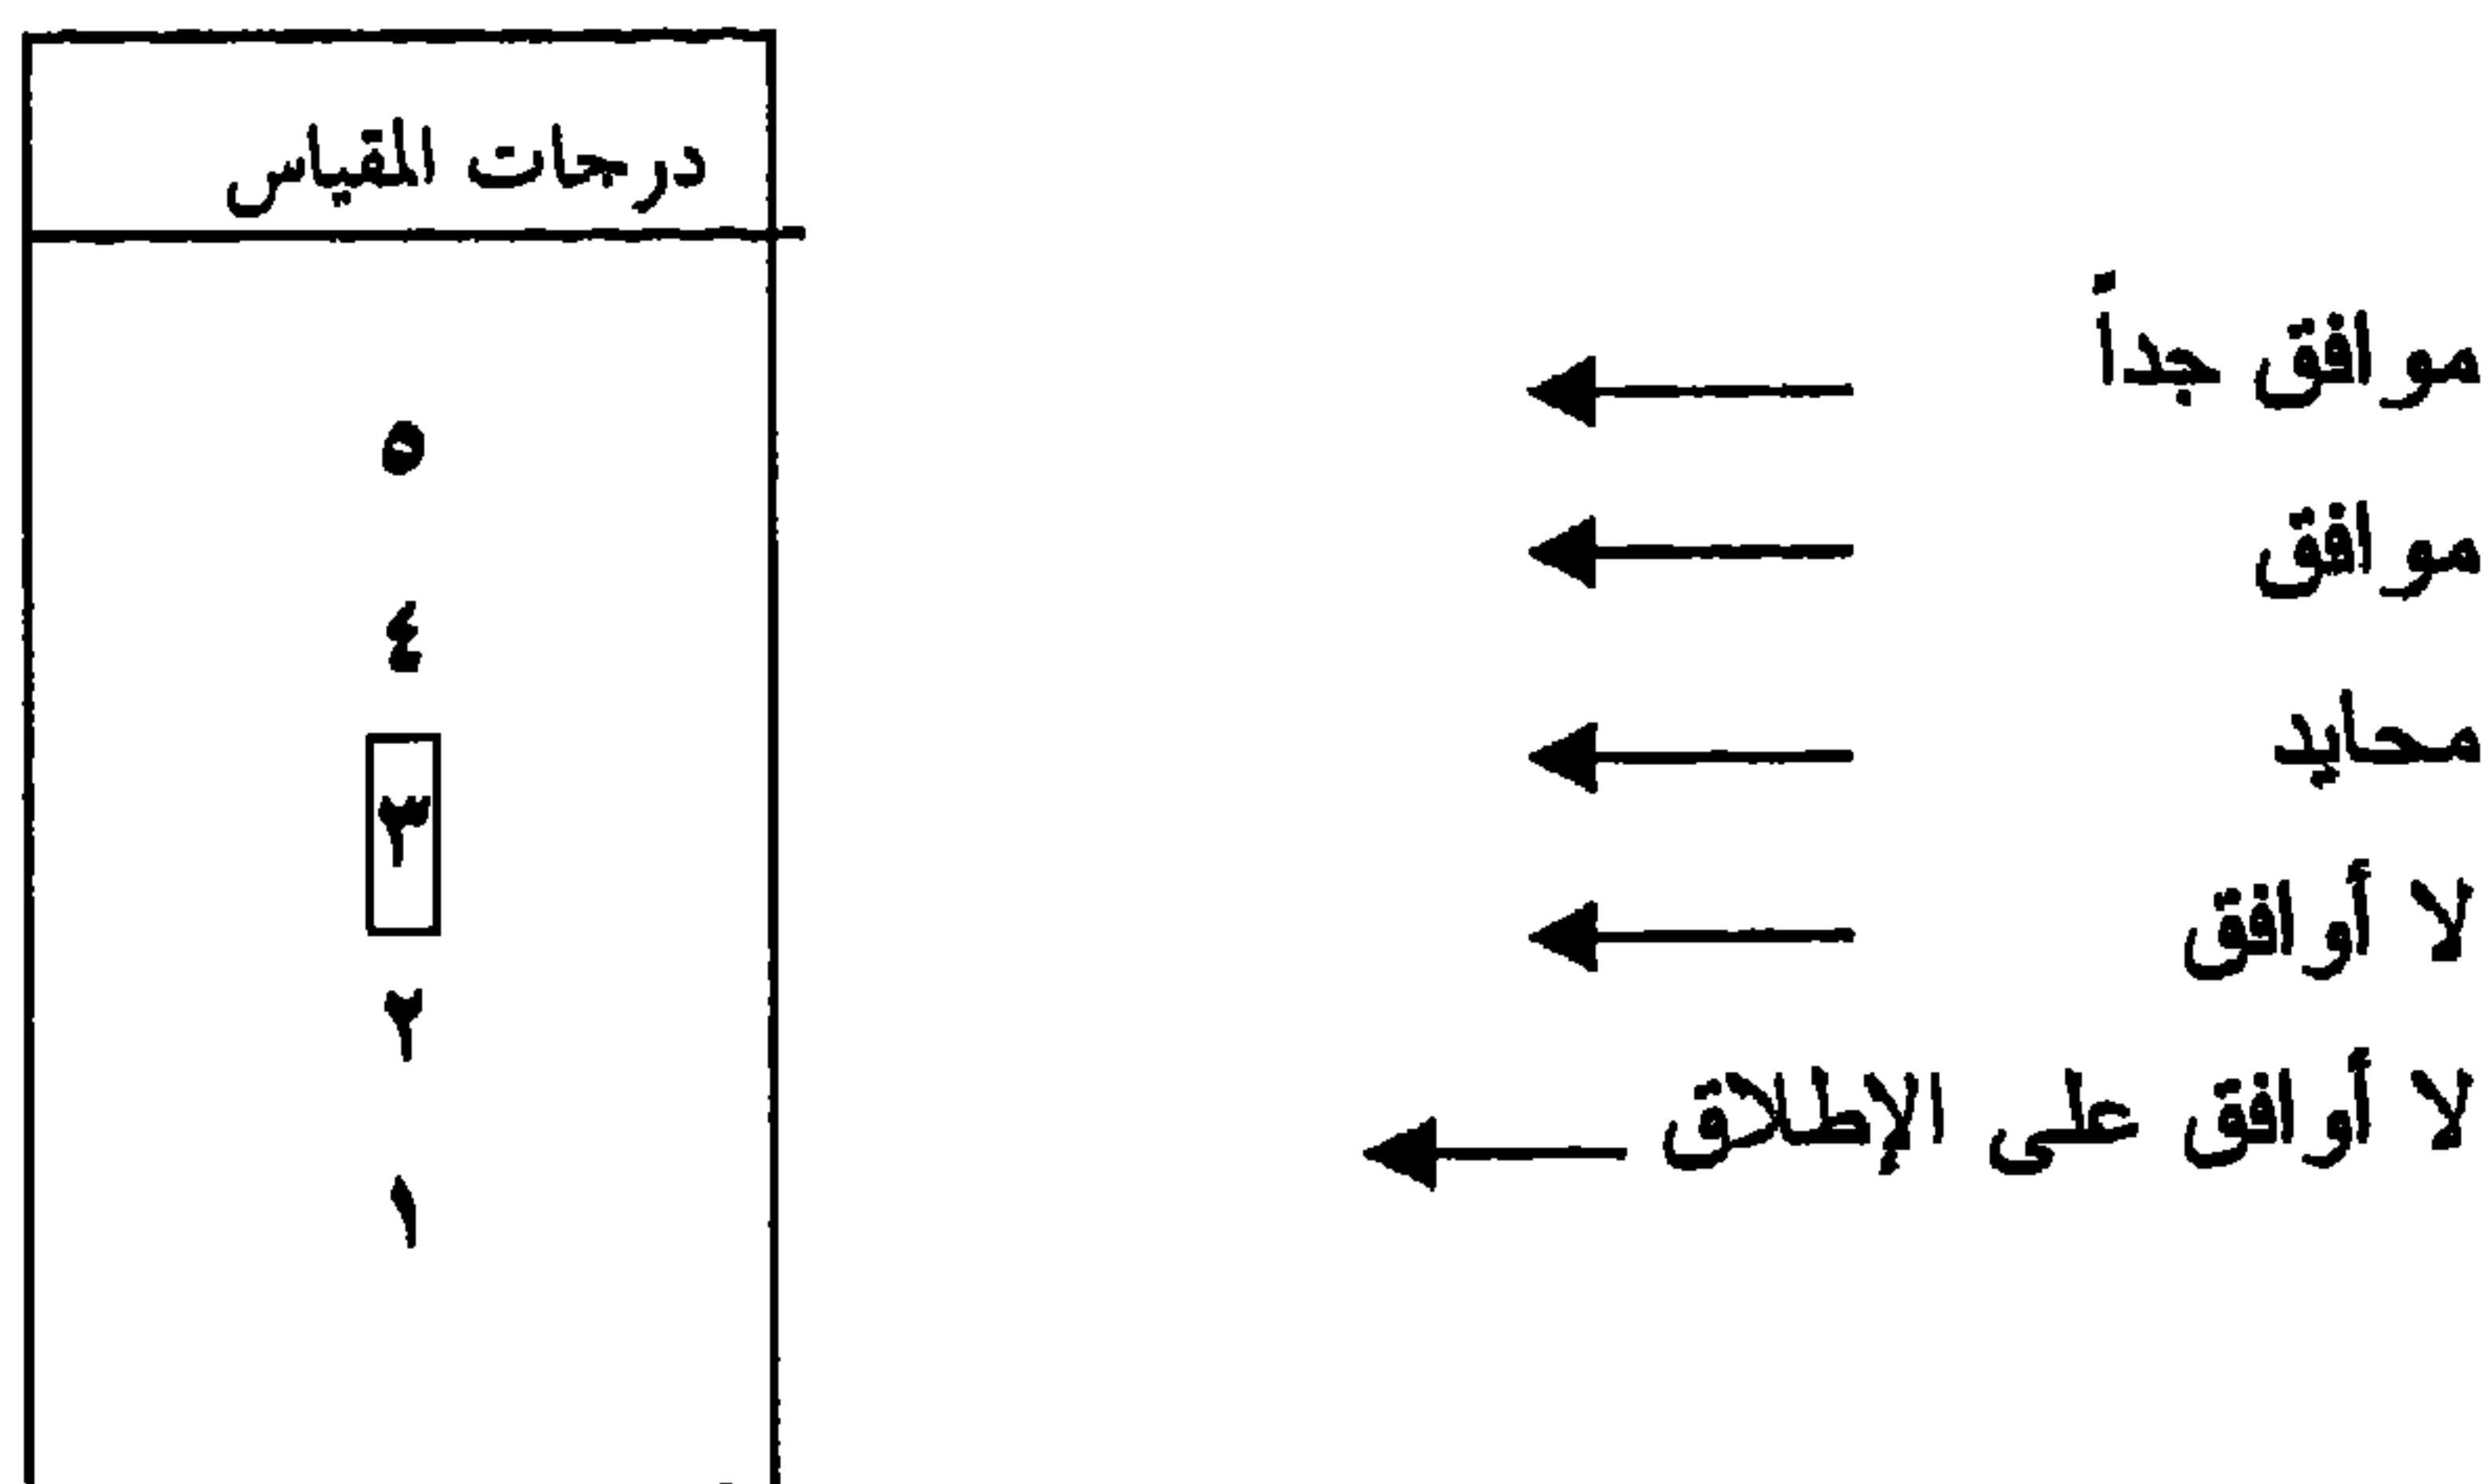 درجات المقياس
موافق جداً
٥
موافق
٤
محايد
٣
لا أوافق
٢
لا أوافق على الإطلاق
١